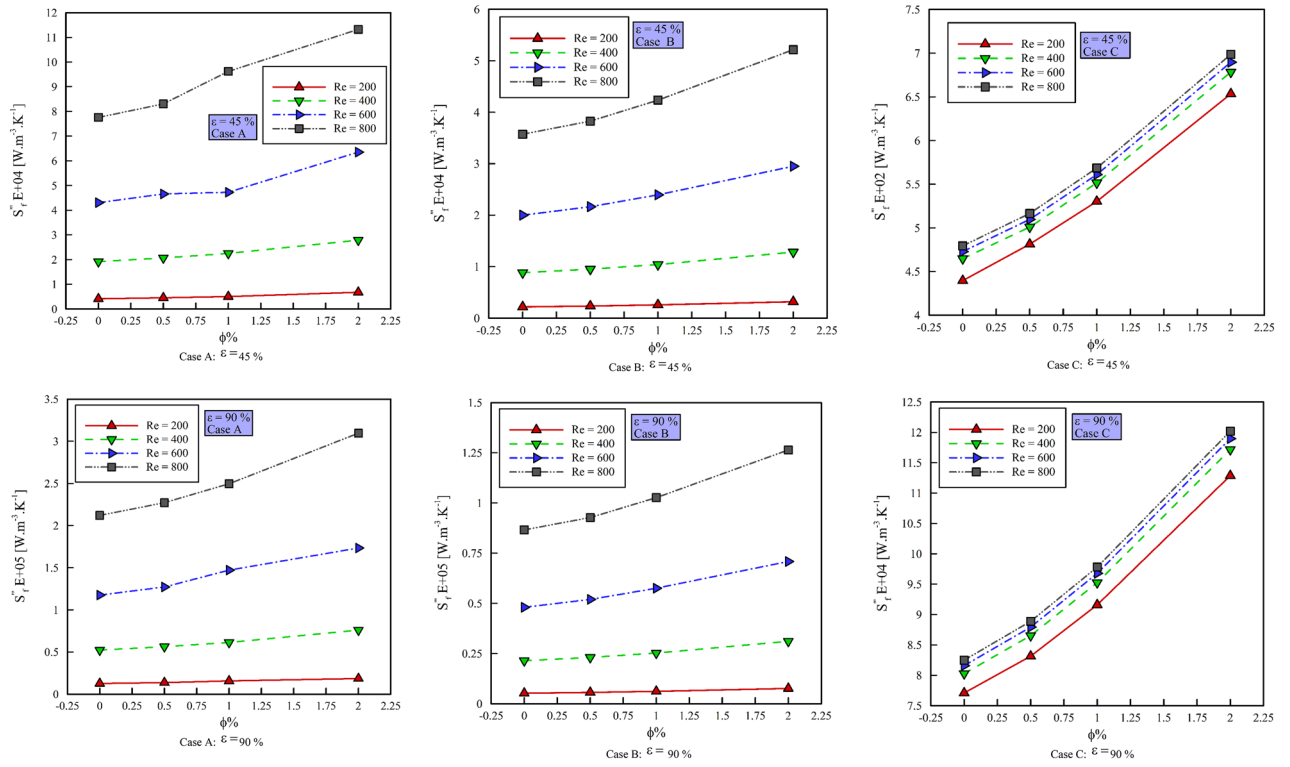 S‴f E+04 [W.m⁻³.K⁻¹]
12
11
10
9
8
7
6
5
4
3
2
1
0
Re = 200
Re = 400
Re = 600
Re = 800
ε = 45 %
Case A
-0.25 0 0.25 0.5 0.75 1 1.25 1.5 1.75 2 2.25
ϕ%
Case A: ε = 45 %
S‴f E+04 [W.m⁻³.K⁻¹]
6
5
4
3
2
1
0
Re = 200
Re = 400
Re = 600
Re = 800
ε = 45 %
Case B
-0.25 0 0.25 0.5 0.75 1 1.25 1.5 1.75 2 2.25
ϕ%
Case B: ε = 45 %
S‴f E+02 [W.m⁻³.K⁻¹]
7.5
7
6.5
6
5.5
5
4.5
4
Re = 200
Re = 400
Re = 600
Re = 800
ε = 45 %
Case C
-0.25 0 0.25 0.5 0.75 1 1.25 1.5 1.75 2 2.25
ϕ%
Case C: ε = 45 %
S‴f E+05 [W.m⁻³.K⁻¹]
3.5
3
2.5
2
1.5
1
0.5
0
Re = 200
Re = 400
Re = 600
Re = 800
ε = 90 %
Case A
-0.25 0 0.25 0.5 0.75 1 1.25 1.5 1.75 2 2.25
ϕ%
Case A: ε = 90 %
S‴f E+05 [W.m⁻³.K⁻¹]
1.5
1.25
1
0.75
0.5
0.25
0
Re = 200
Re = 400
Re = 600
Re = 800
ε = 90 %
Case B
-0.25 0 0.25 0.5 0.75 1 1.25 1.5 1.75 2 2.25
ϕ%
Case B: ε = 90 %
S‴f E+04 [W.m⁻³.K⁻¹]
12.5
12
11.5
11
10.5
10
9.5
9
8.5
8
7.5
Re = 200
Re = 400
Re = 600
Re = 800
ε = 90 %
Case C
-0.25 0 0.25 0.5 0.75 1 1.25 1.5 1.75 2 2.25
ϕ%
Case C: ε = 90 %